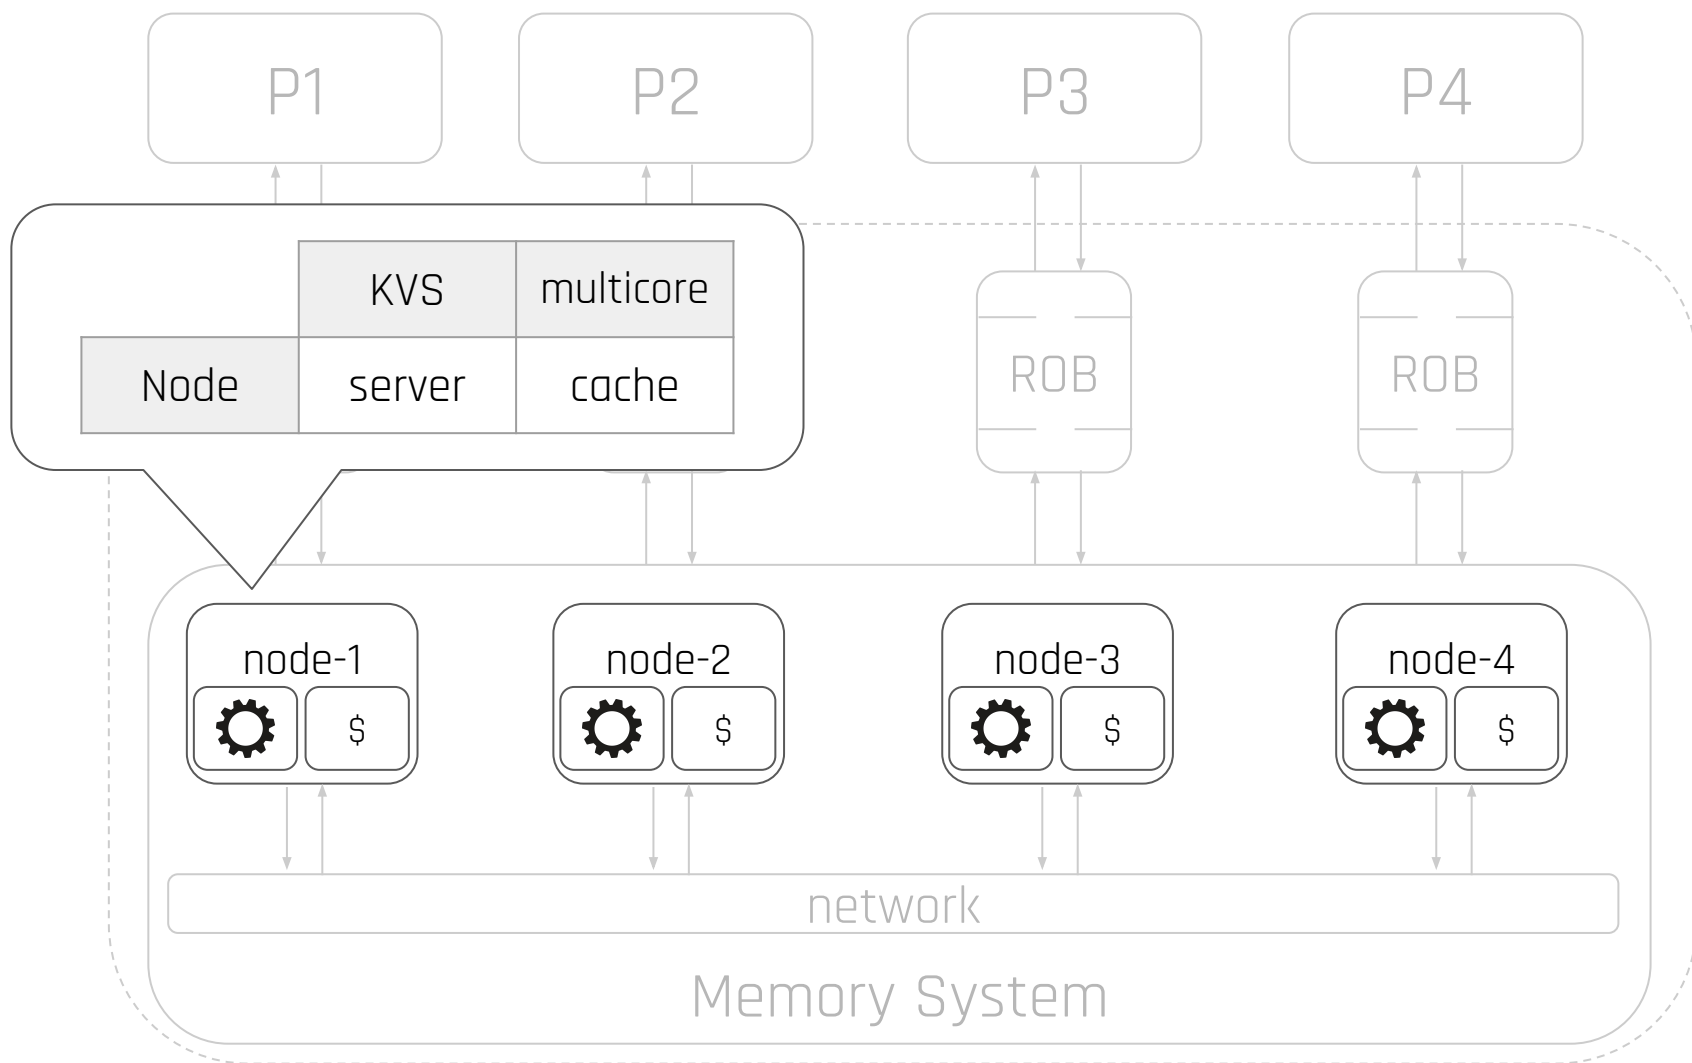 P1 P2 P3 P4
KVS multicore
Node server cache
ROB ROB
node-1 node-2 node-3 node-4
$ $ $ $
network
Memory System